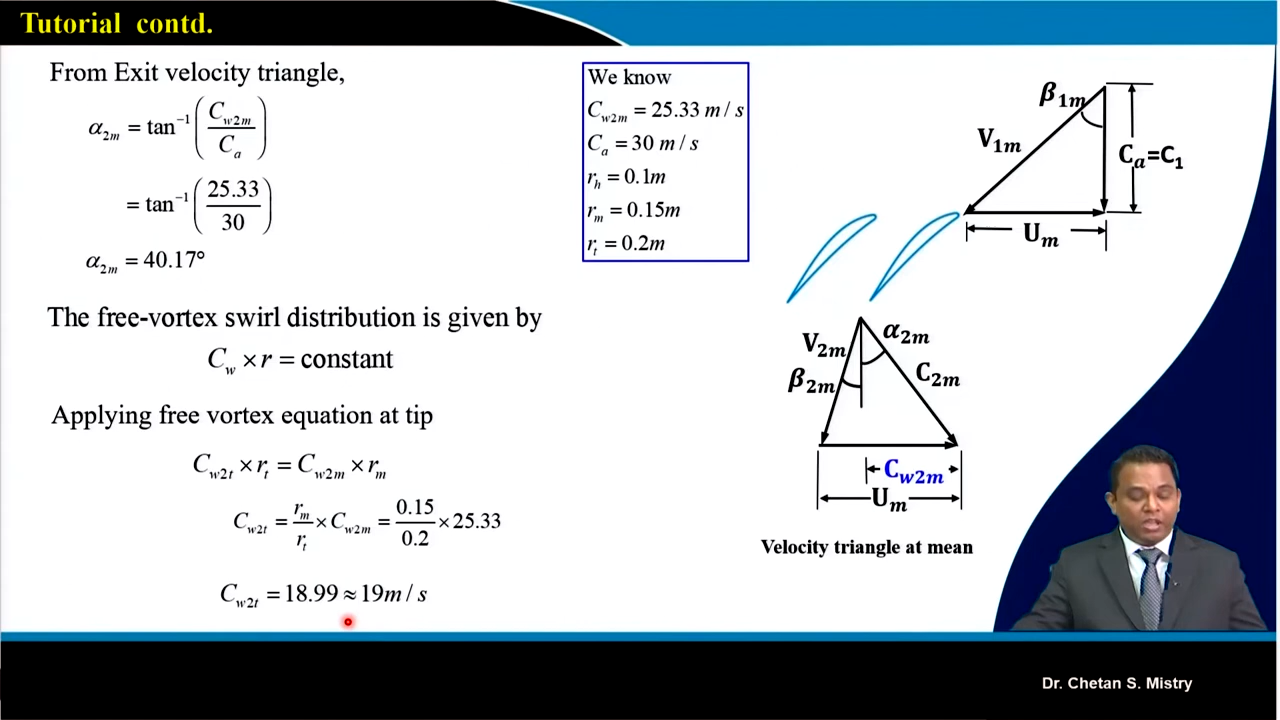 Tutorial contd.
From Exit velocity triangle,
α₂ₘ = tan⁻¹(C_w2m / C_a)
= tan⁻¹(25.33 / 30)
α₂ₘ = 40.17°
The free-vortex swirl distribution is given by
C_w × r = constant
Applying free vortex equation at tip
C_w2t × r_t = C_w2m × r_m
C_w2t = r_m / r_t × C_w2m = 0.15 / 0.2 × 25.33
C_w2t = 18.99 ≈ 19m / s
We know
C_w2m = 25.33 m / s
C_a = 30 m / s
r_h = 0.1m
r_m = 0.15m
r_t = 0.2m
β₁ₘ
V₁ₘ
C_a=C₁
U_m
V₂ₘ
α₂ₘ
β₂ₘ
C₂ₘ
C_w2m
U_m
Velocity triangle at mean
Dr. Chetan S. Mistry